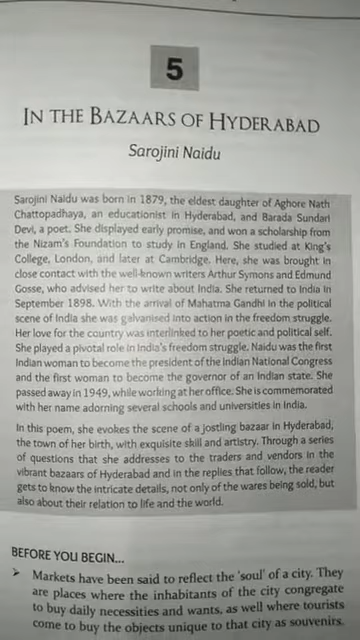 5
IN THE BAZAARS OF HYDERABAD
Sarojini Naidu
Sarojini Naidu was born in 1879, the eldest daughter of Aghore Nath
Chattopadhaya, an educationist in Hyderabad, and Barada Sundari
Devi, a poet. She displayed early promise, and won a scholarship from
the Nizam's Foundation to study in England. She studied at King's
College, London, and later at Cambridge. Here, she was brought in
close contact with the well-known writers Arthur Symons and Edmund
Gosse, who advised her to write about India. She returned to India in
September 1898. With the arrival of Mahatma Gandhi in the political
scene of India she was galvanised into action in the freedom struggle.
Her love for the country was interlinked to her poetic and political self.
She played a pivotal role in India's freedom struggle. Naidu was the first
Indian woman to become the president of the Indian National Congress
and the first woman to become the governor of an Indian state. She
passed away in 1949, while working at her office. She is commemorated
with her name adorning several schools and universities in India.
In this poem, she evokes the scene of a jostling bazaar in Hyderabad,
the town of her birth, with exquisite skill and artistry. Through a series
of questions that she addresses to the traders and vendors in the
vibrant bazaars of Hyderabad and in the replies that follow, the reader
gets to know the intricate details, not only of the wares being sold, but
also about their relation to life and the world.
BEFORE YOU BEGIN...
➤ Markets have been said to reflect the 'soul' of a city. They
are places where the inhabitants of the city congregate
to buy daily necessities and wants, as well where tourists
come to buy the objects unique to that city as souvenirs.